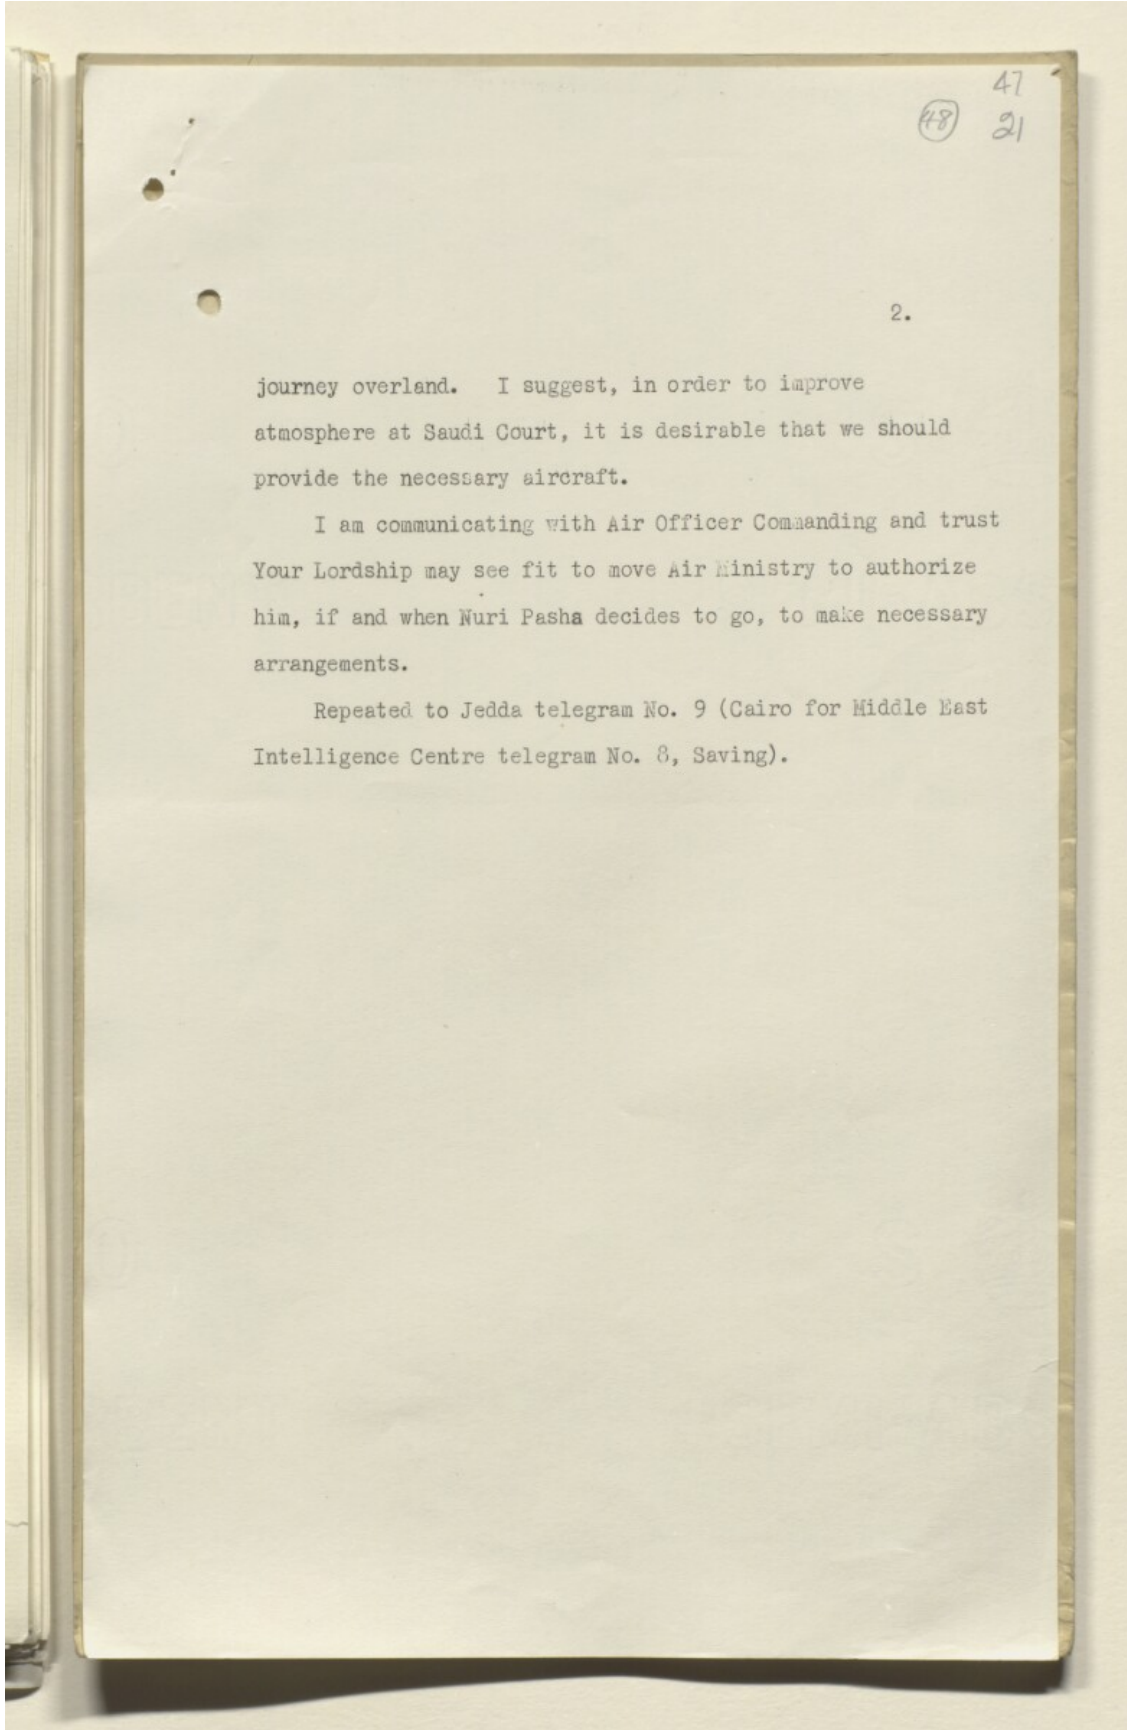 47
48 21
2.
journey overland. I suggest, in order to improve
atmosphere at Saudi Court, it is desirable that we should
provide the necessary aircraft.
I am communicating with Air Officer Commanding and trust
Your Lordship may see fit to move Air Ministry to authorize
him, if and when Nuri Pasha decides to go, to make necessary
arrangements.
Repeated to Jedda telegram No. 9 (Cairo for Middle East
Intelligence Centre telegram No. 8, Saving).